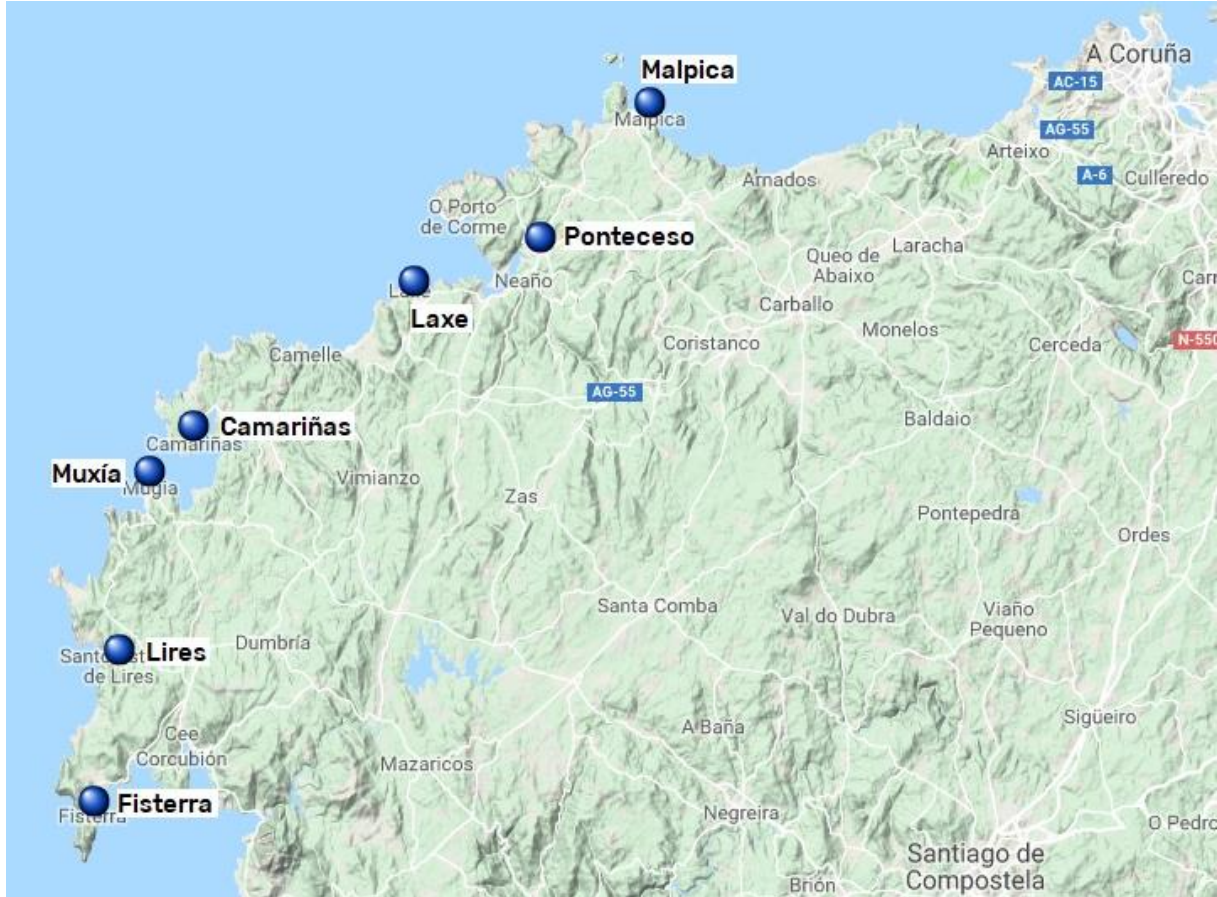 Malpica
A Coruña
AC-15
Malpica
AG-55
Arteixo
A-6
Culleredo
Arnados
O Porto
de Corme
Ponteceso
Laracha
Queo de
Abaixo
Neaño
Laxe
Carballo
Monelos
Coristanco
Cerceda
N-550
Camelle
AG-55
Baldaio
Camariñas
Camariñas
Muxía
Mugia
Vimianzo
Zas
Pontepedra
Ordes
Santa Comba
Val do Dubra
Viaño
Pequeno
Dumbría
Lires
de Lires
A Baña
Sigüeiro
Cee
Corcubión
Mazaricos
Fisterra
Fisterra
Negreira
O Pedro
Santiago de
Compostela
Brión